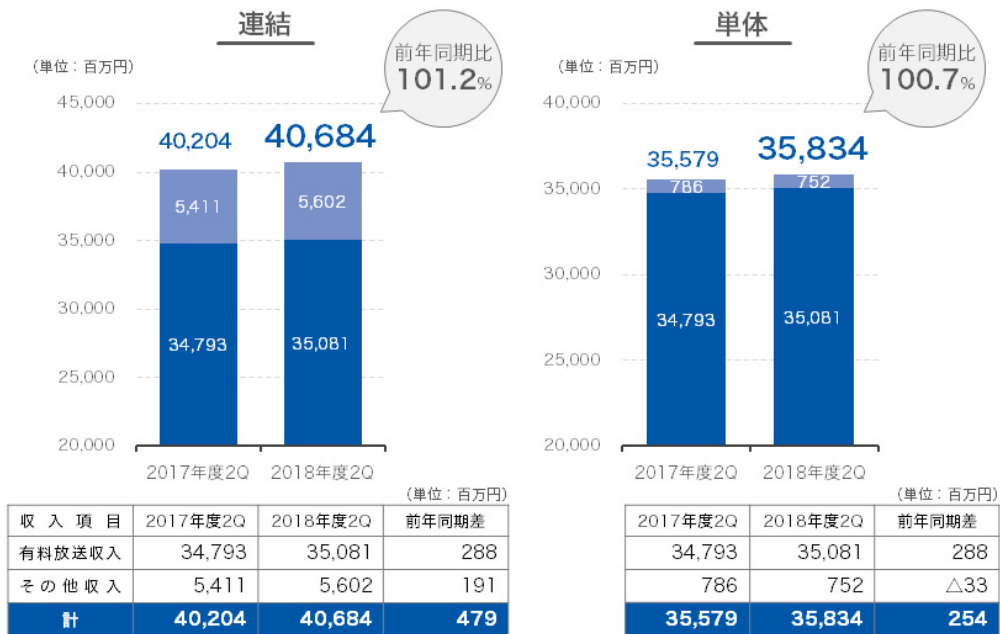 連結
前年同期比
101.2%
（単位：百万円）
45,000
40,000
35,000
30,000
25,000
20,000
40,204
40,684
5,411
5,602
34,793
35,081
2017年度2Q
2018年度2Q
単体
前年同期比
100.7%
（単位：百万円）
40,000
35,000
30,000
25,000
20,000
35,579
35,834
786
752
34,793
35,081
2017年度2Q
2018年度2Q
（単位：百万円）
収入項目 2017年度2Q 2018年度2Q 前年同期差
有料放送収入 34,793 35,081 288
その他収入 5,411 5,602 191
計 40,204 40,684 479
（単位：百万円）
2017年度2Q 2018年度2Q 前年同期差
34,793 35,081 288
786 752 △33
35,579 35,834 254